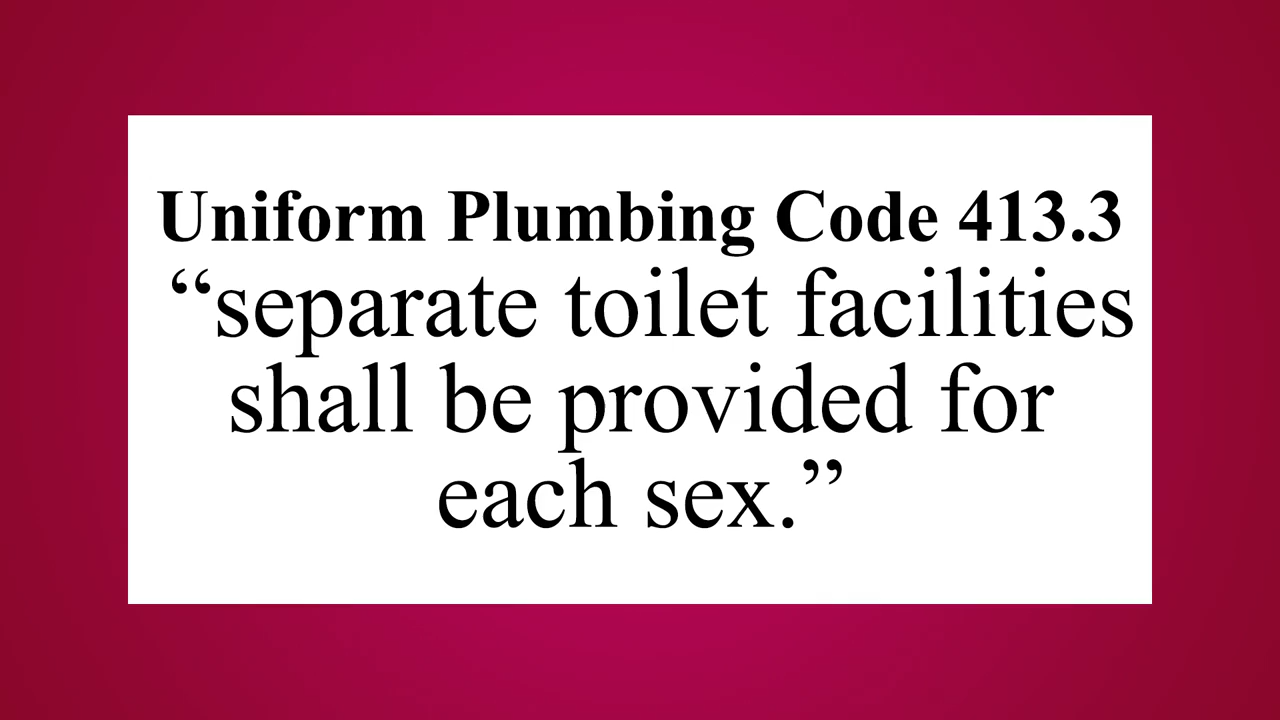 Uniform Plumbing Code 413.3
“separate toilet facilities
shall be provided for
each sex.”